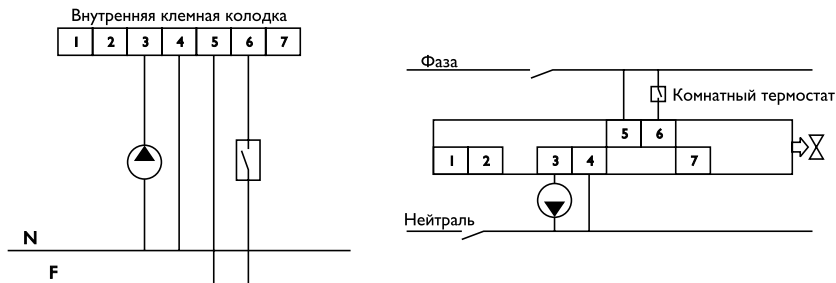 Внутренняя клемная колодка
1 2 3 4 5 6 7
N
F
Фаза
Комнатный термостат
5 6
1 2 3 4 7
Нейтраль